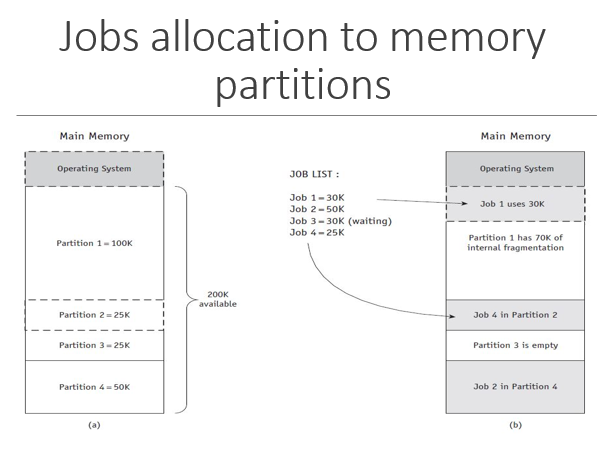 Jobs allocation to memory
partitions
Main Memory
Operating System
Partition 1 = 100K
Partition 2 = 25K
Partition 3 = 25K
Partition 4 = 50K
200K
available
(a)
JOB LIST :
Job 1 = 30K
Job 2 = 50K
Job 3 = 30K (waiting)
Job 4 = 25K
Main Memory
Operating System
Job 1 uses 30K
Partition 1 has 70K of
internal fragmentation
Job 4 in Partition 2
Partition 3 is empty
Job 2 in Partition 4
(b)